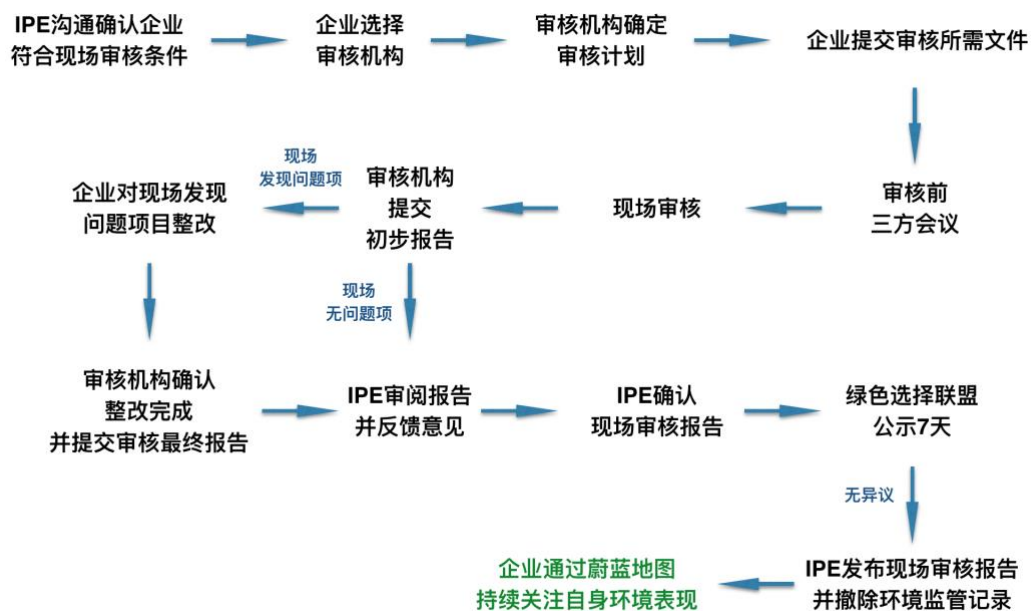 IPE沟通确认企业
符合现场审核条件
企业选择
审核机构
审核机构确定
审核计划
企业提交审核所需文件
审核前
三方会议
现场审核
审核机构
提交
初步报告
现场
发现问题项
企业对现场发现
问题项目整改
现场
无问题项
审核机构确认
整改完成
并提交审核最终报告
IPE审阅报告
并反馈意见
IPE确认
现场审核报告
绿色选择联盟
公示7天
无异议
IPE发布现场审核报告
并撤除环境监管记录
企业通过蔚蓝地图
持续关注自身环境表现